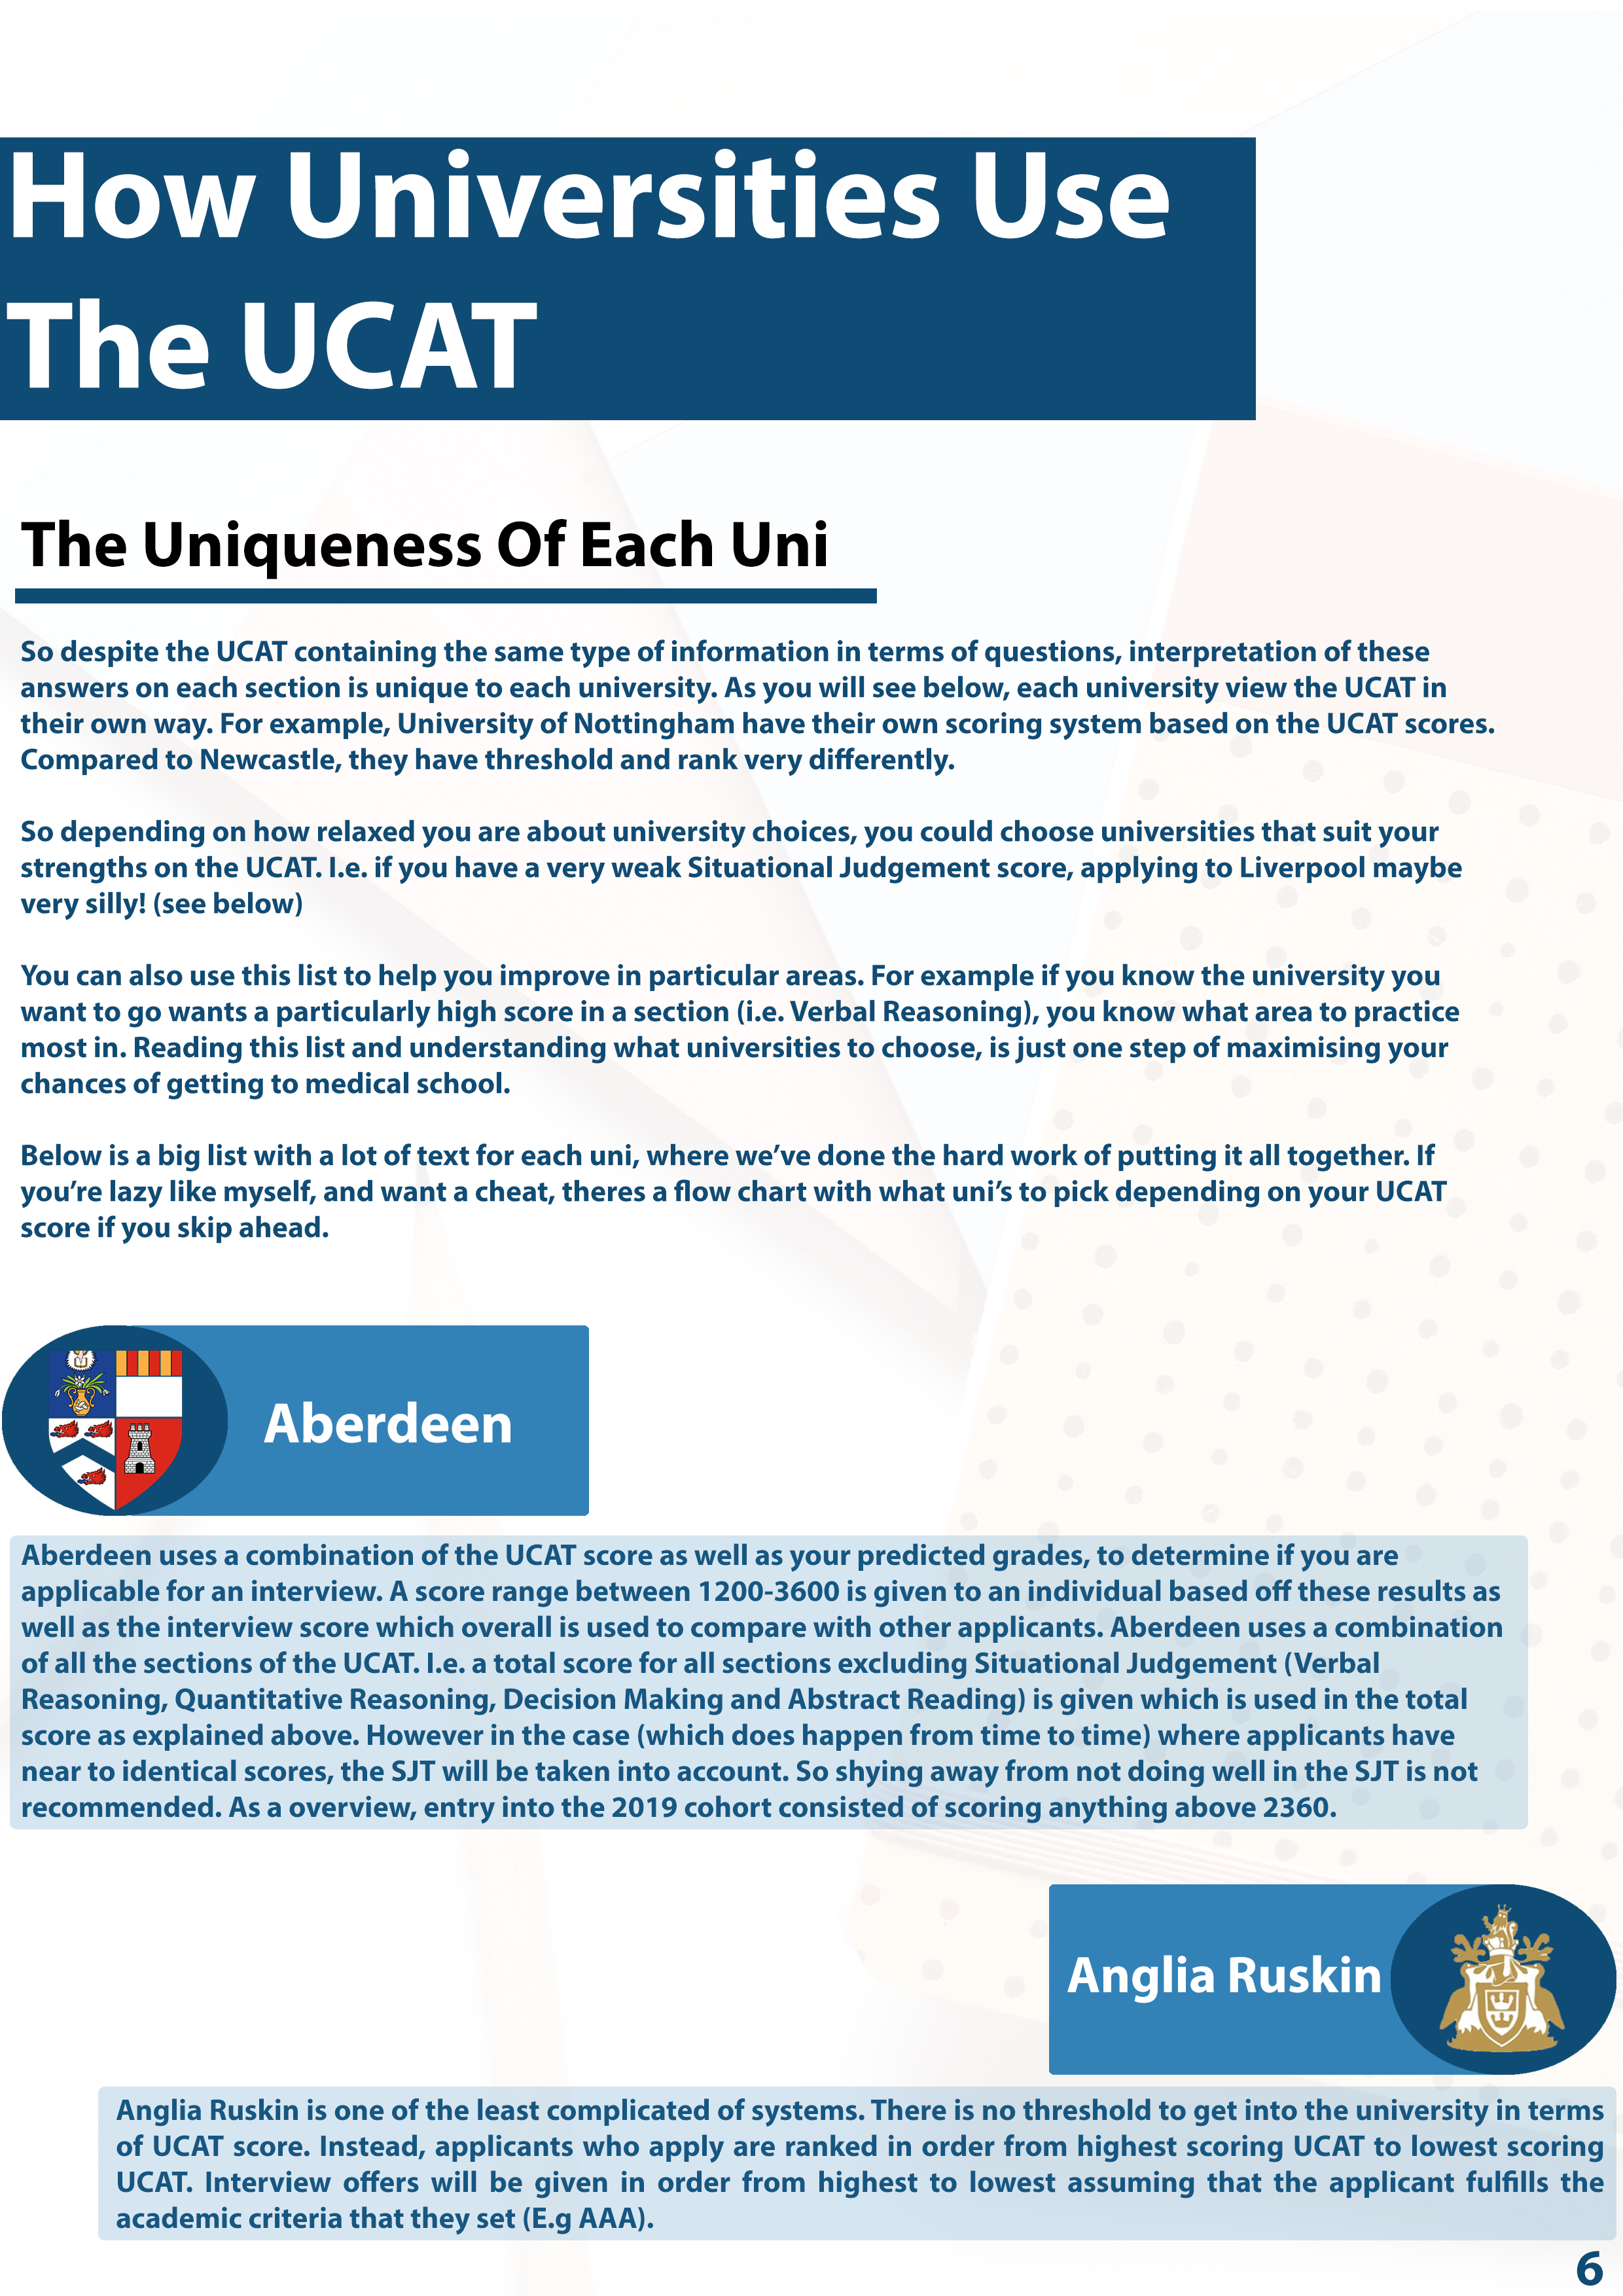 How Universities Use
The UCAT
The Uniqueness Of Each Uni
So despite the UCAT containing the same type of information in terms of questions, interpretation of these
answers on each section is unique to each university. As you will see below, each university view the UCAT in
their own way. For example, University of Nottingham have their own scoring system based on the UCAT scores.
Compared to Newcastle, they have threshold and rank very differently.
So depending on how relaxed you are about university choices, you could choose universities that suit your
strengths on the UCAT. I.e. if you have a very weak Situational Judgement score, applying to Liverpool maybe
very silly! (see below)
You can also use this list to help you improve in particular areas. For example if you know the university you
want to go wants a particularly high score in a section (i.e. Verbal Reasoning), you know what area to practice
most in. Reading this list and understanding what universities to choose, is just one step of maximising your
chances of getting to medical school.
Below is a big list with a lot of text for each uni, where we’ve done the hard work of putting it all together. If
you’re lazy like myself, and want a cheat, theres a flow chart with what uni’s to pick depending on your UCAT
score if you skip ahead.
Aberdeen
Aberdeen uses a combination of the UCAT score as well as your predicted grades, to determine if you are
applicable for an interview. A score range between 1200-3600 is given to an individual based off these results as
well as the interview score which overall is used to compare with other applicants. Aberdeen uses a combination
of all the sections of the UCAT. I.e. a total score for all sections excluding Situational Judgement (Verbal
Reasoning, Quantitative Reasoning, Decision Making and Abstract Reading) is given which is used in the total
score as explained above. However in the case (which does happen from time to time) where applicants have
near to identical scores, the SJT will be taken into account. So shying away from not doing well in the SJT is not
recommended. As a overview, entry into the 2019 cohort consisted of scoring anything above 2360.
Anglia Ruskin
Anglia Ruskin is one of the least complicated of systems. There is no threshold to get into the university in terms
of UCAT score. Instead, applicants who apply are ranked in order from highest scoring UCAT to lowest scoring
UCAT. Interview offers will be given in order from highest to lowest assuming that the applicant fulfills the
academic criteria that they set (E.g AAA).
6